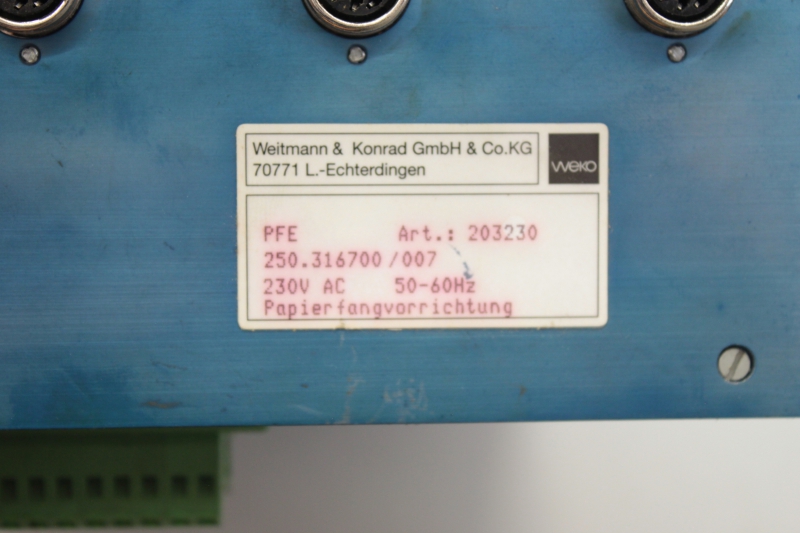 Weitmann & Konrad GmbH & Co.KG
70771 L.-Echterdingen
weko
PFE Art.: 203230
250.316700/007
230V AC 50-60Hz
Papierfangvorrichtung